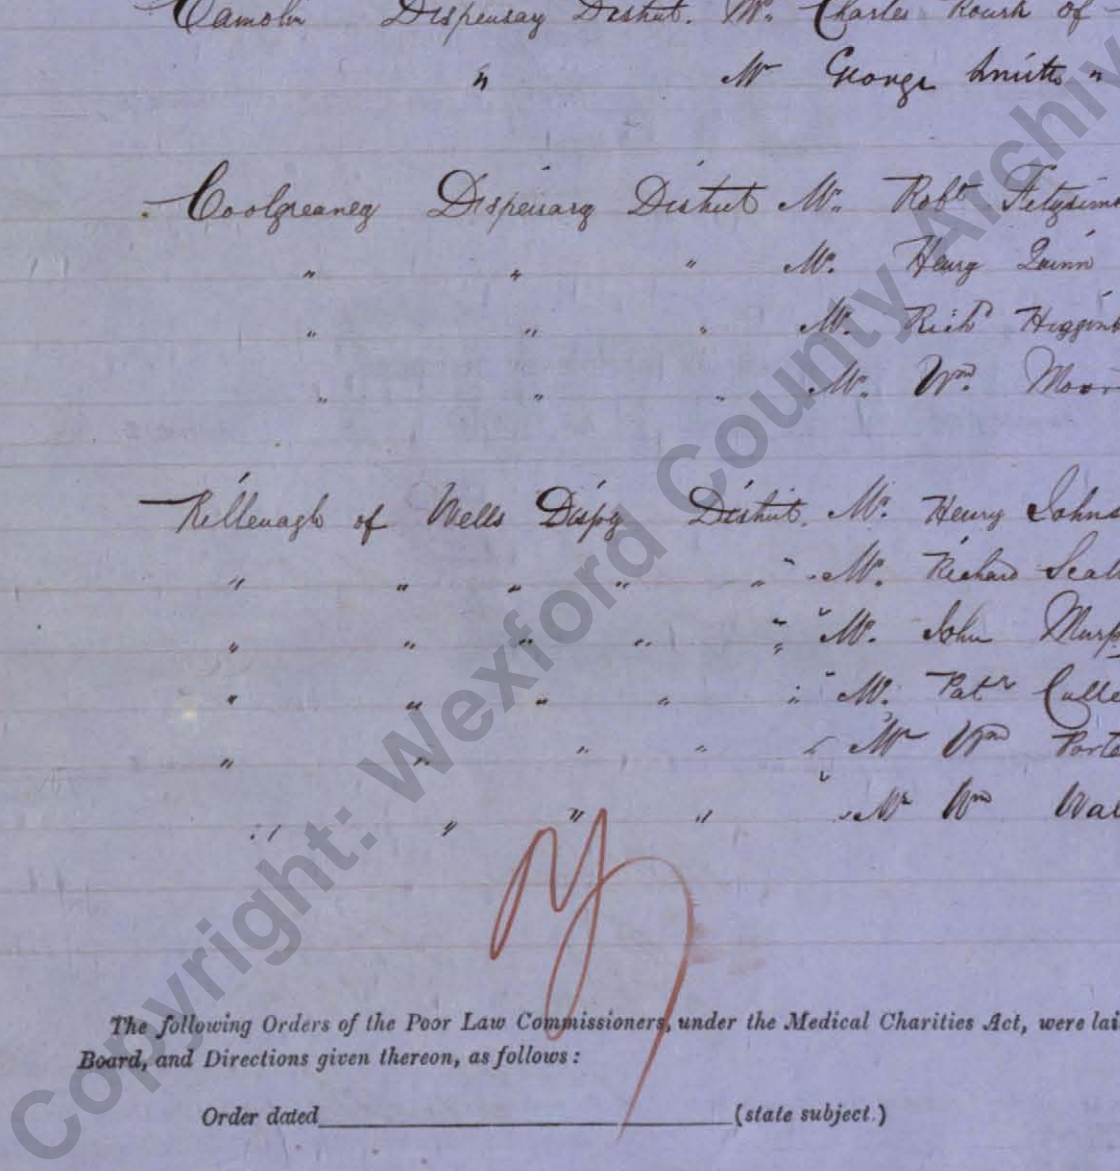 Camolin Dispensay District. Mr. Charles Rourk of
" Mr George Smith "
Coolgreaney Dispensary District Mr. Robt Fitzsim
" " " Mr. Henry Quinn
" " " Mr. Richd Higgin
" " " Mr. Wm. Moor
Killenagh of Wells Dispy District. Mr. Henry Johns
" " " " " Mr. Richard Scal
" " " " " Mr. John Murp
" " " " " Mr. Patk Culle
" " " " " Mr Wm Porte
" " " " Mr Wm Wal
The following Orders of the Poor Law Commissioners, under the Medical Charities Act, were lai
Board, and Directions given thereon, as follows:
Order dated (state subject.)
Copyright: Wexford County Archiv